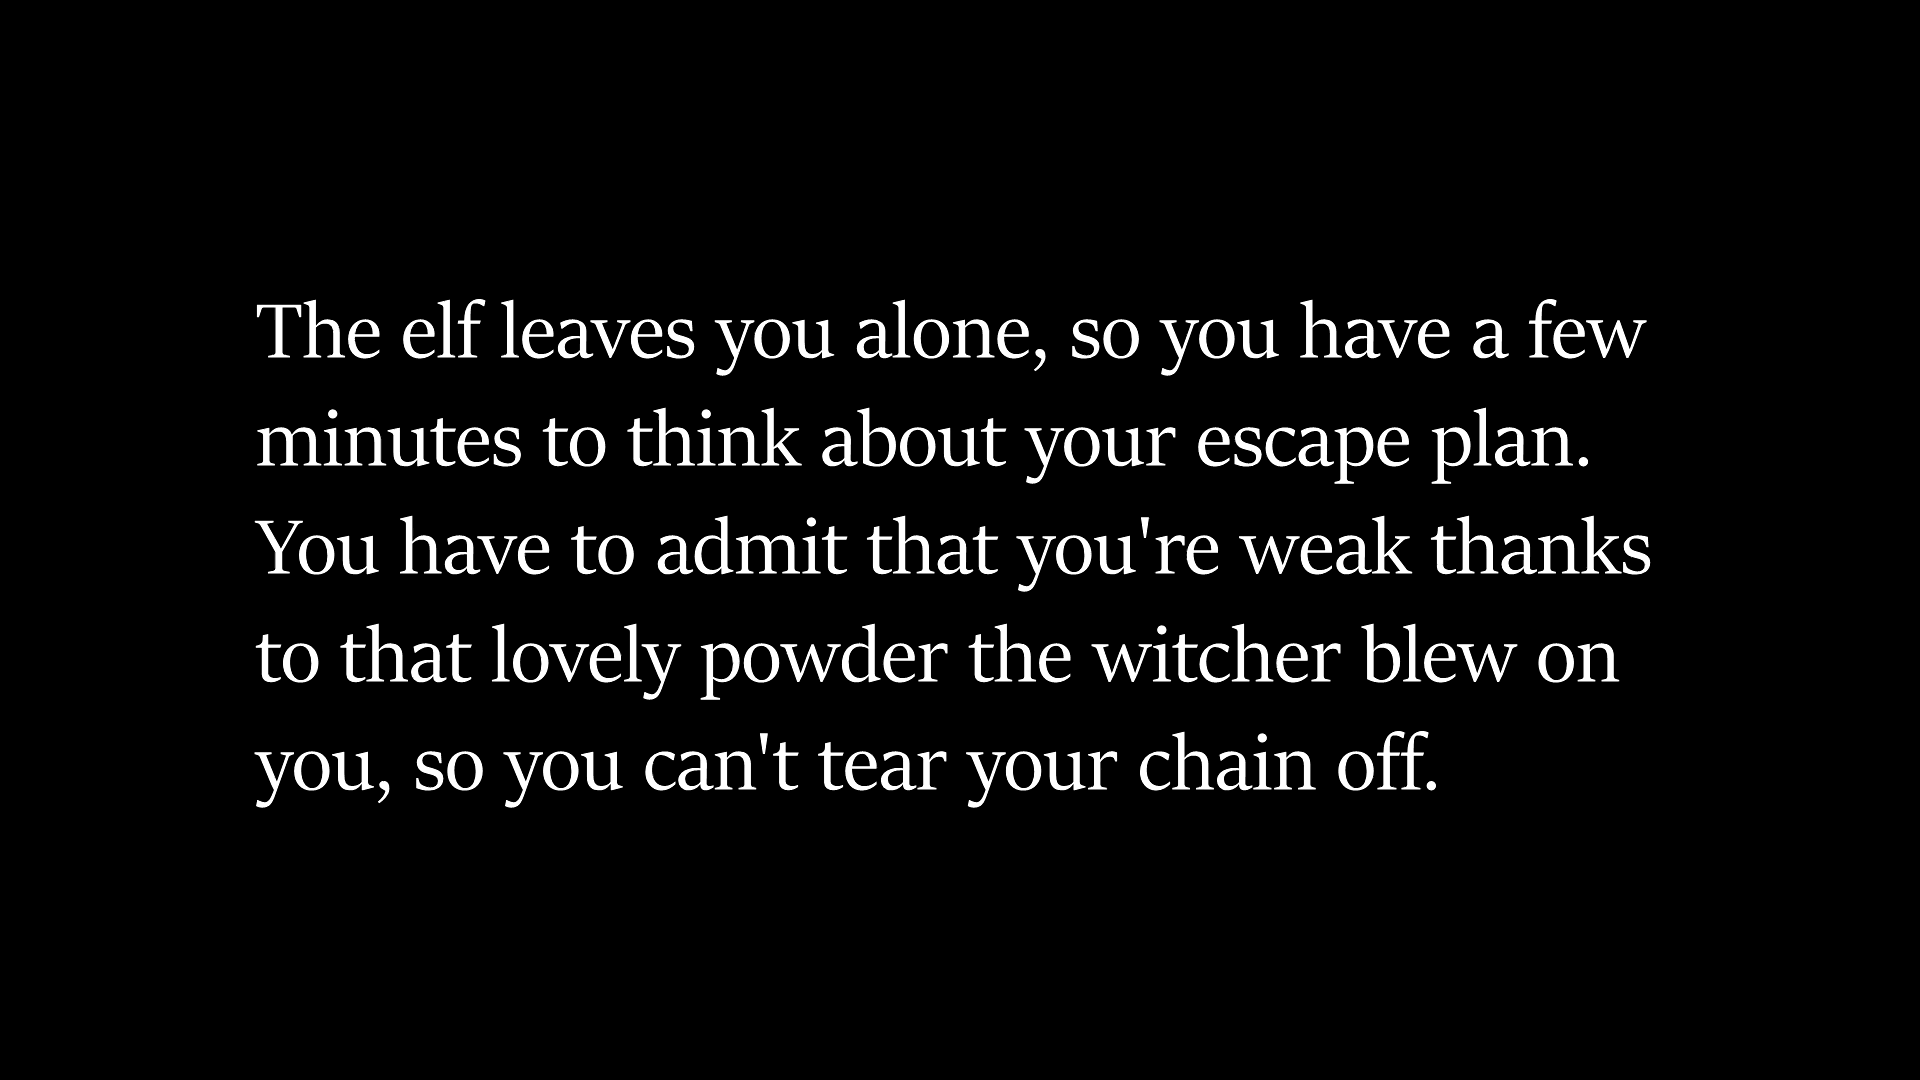 The elf leaves you alone, so you have a few
minutes to think about your escape plan.
You have to admit that you're weak thanks
to that lovely powder the witcher blew on
you, so you can't tear your chain off.